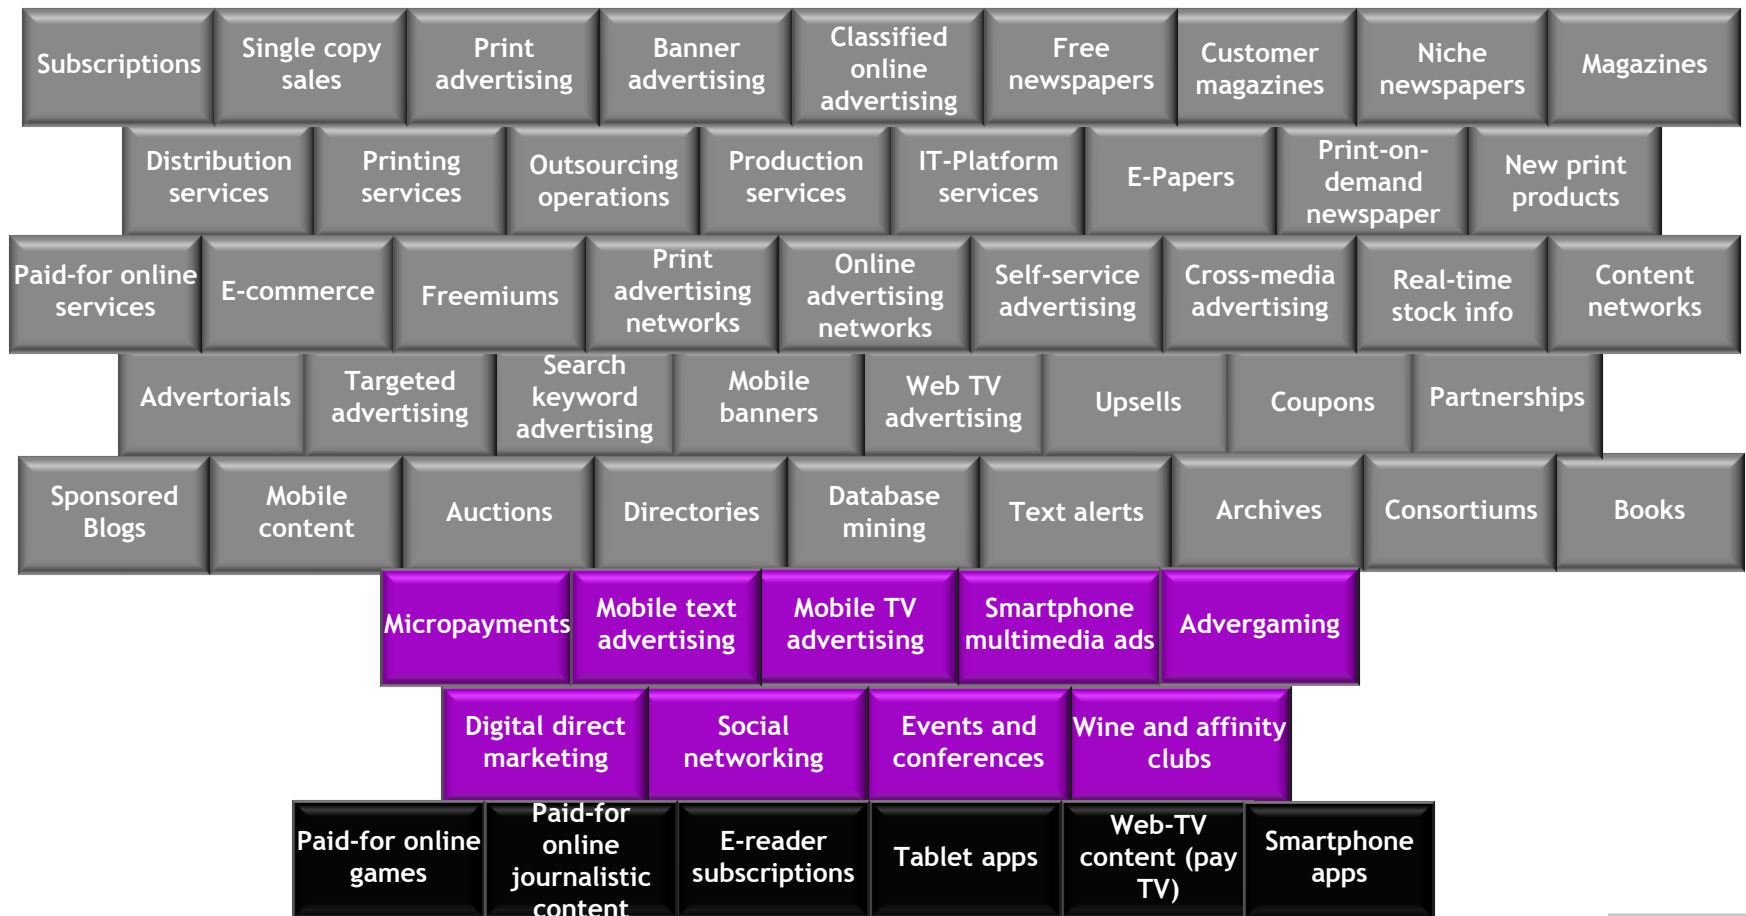 Subscriptions
Single copy
sales
Print
advertising
Banner
advertising
Classified
online
advertising
Free
newspapers
Customer
magazines
Niche
newspapers
Magazines
Distribution
services
Printing
services
Outsourcing
operations
Production
services
IT-Platform
services
E-Papers
Print-on-
demand
newspaper
New print
products
Paid-for online
services
E-commerce
Freemiums
Print
advertising
networks
Online
advertising
networks
Self-service
advertising
Cross-media
advertising
Real-time
stock info
Content
networks
Advertorials
Targeted
advertising
Search
keyword
advertising
Mobile
banners
Web TV
advertising
Upsells
Coupons
Partnerships
Sponsored
Blogs
Mobile
content
Auctions
Directories
Database
mining
Text alerts
Archives
Consortiums
Books
Micropayments
Mobile text
advertising
Mobile TV
advertising
Smartphone
multimedia ads
Advergaming
Digital direct
marketing
Social
networking
Events and
conferences
Wine and affinity
clubs
Paid-for online
games
Paid-for
online
journalistic
content
E-reader
subscriptions
Tablet apps
Web-TV
content (pay
TV)
Smartphone
apps